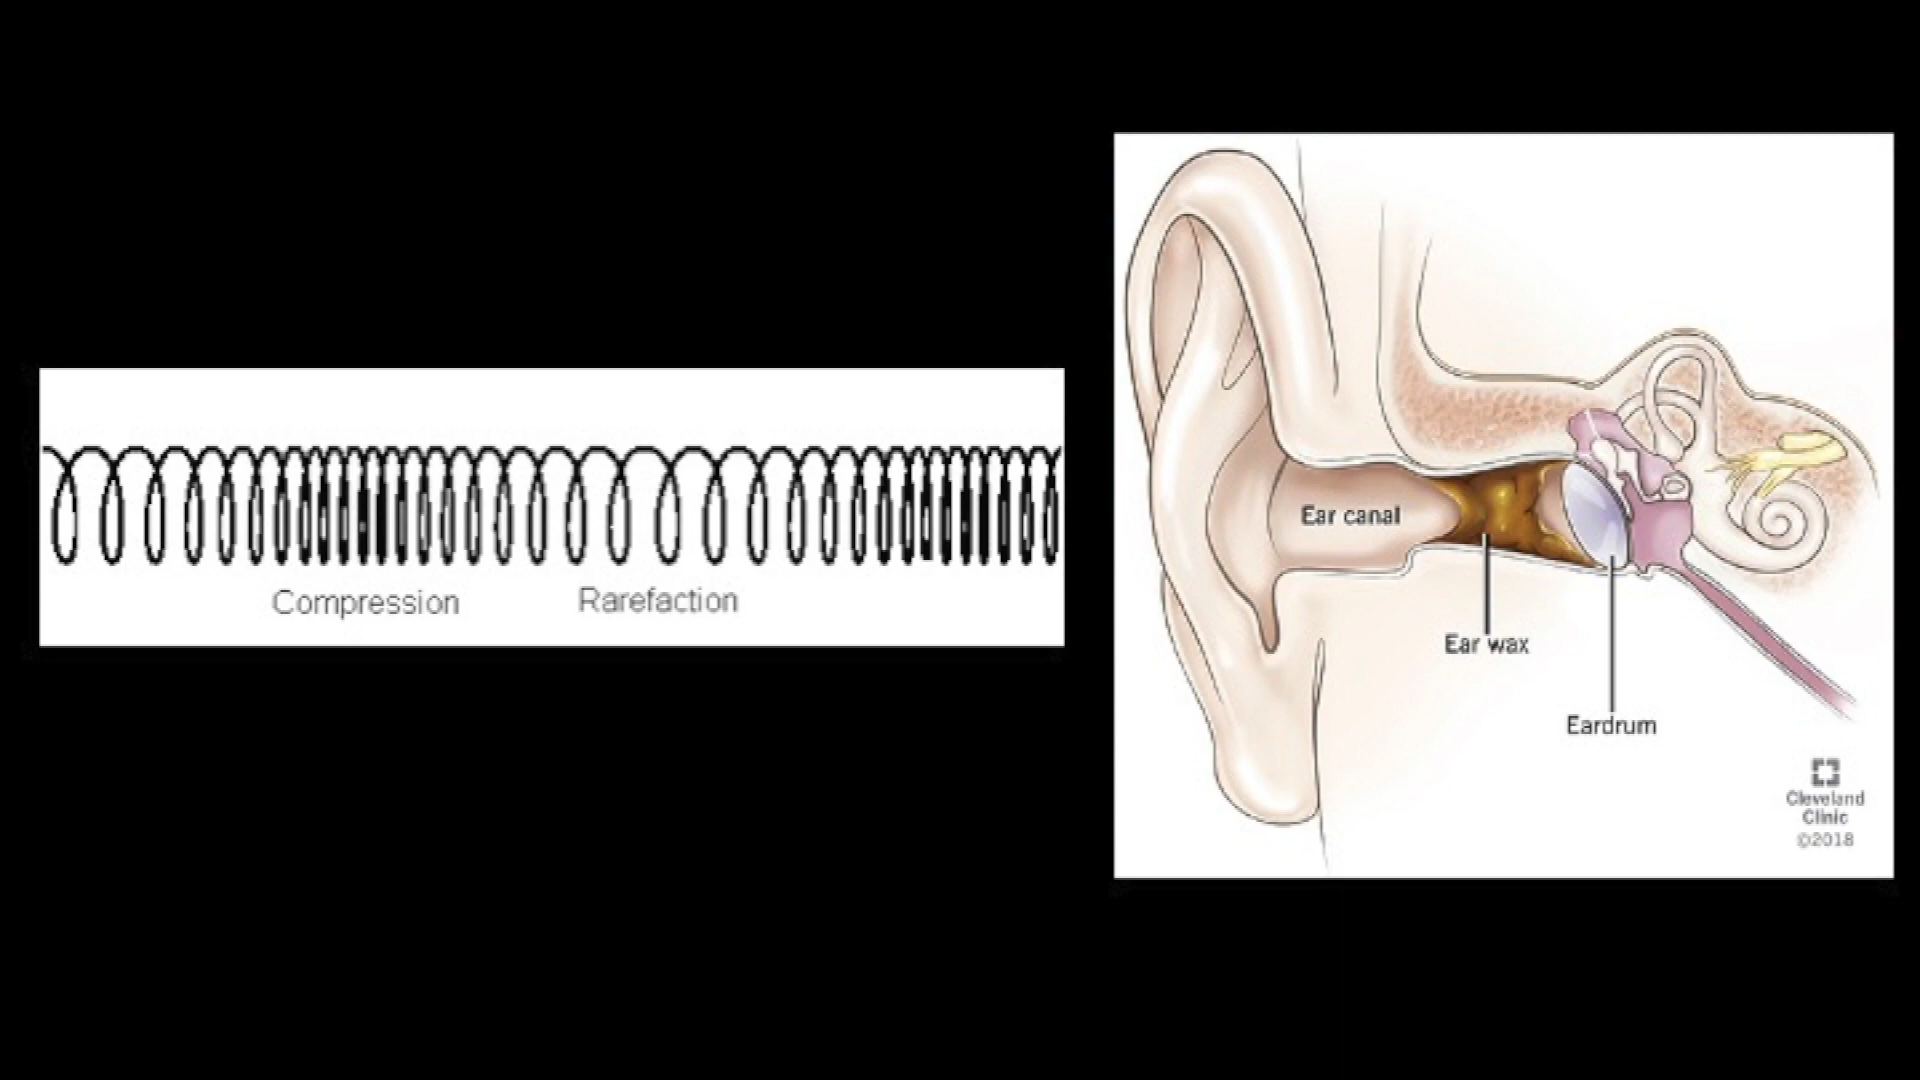 Compression
Rarefaction
Ear canal
Ear wax
Eardrum
Cleveland
Clinic
©2018